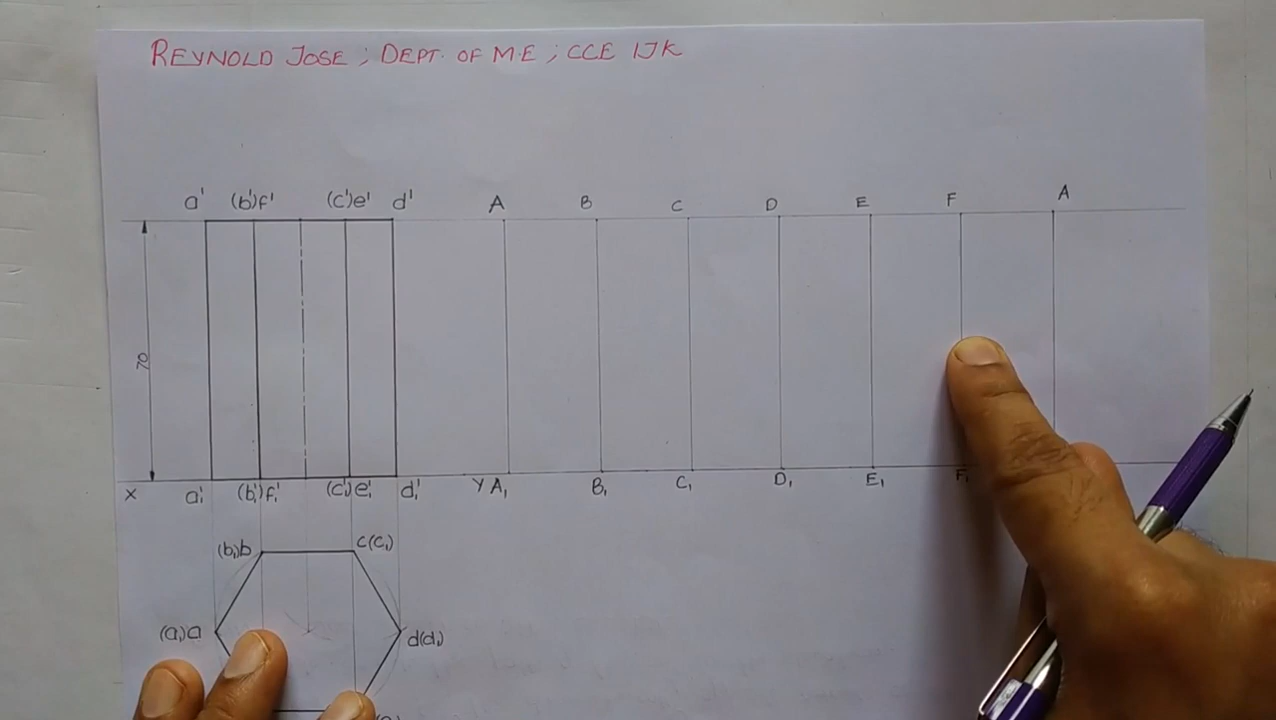 REYNOLD JOSE ; DEPT. OF M.E ; CCE IJK
a' (b')f' (c')e' d' A B C D E F A
70
X a₁' (b₁')f₁' (c₁')e₁' d₁' Y A₁ B₁ C₁ D₁ E₁ F₁
(b₁)b c(c₁)
(a₁)a d(d₁)